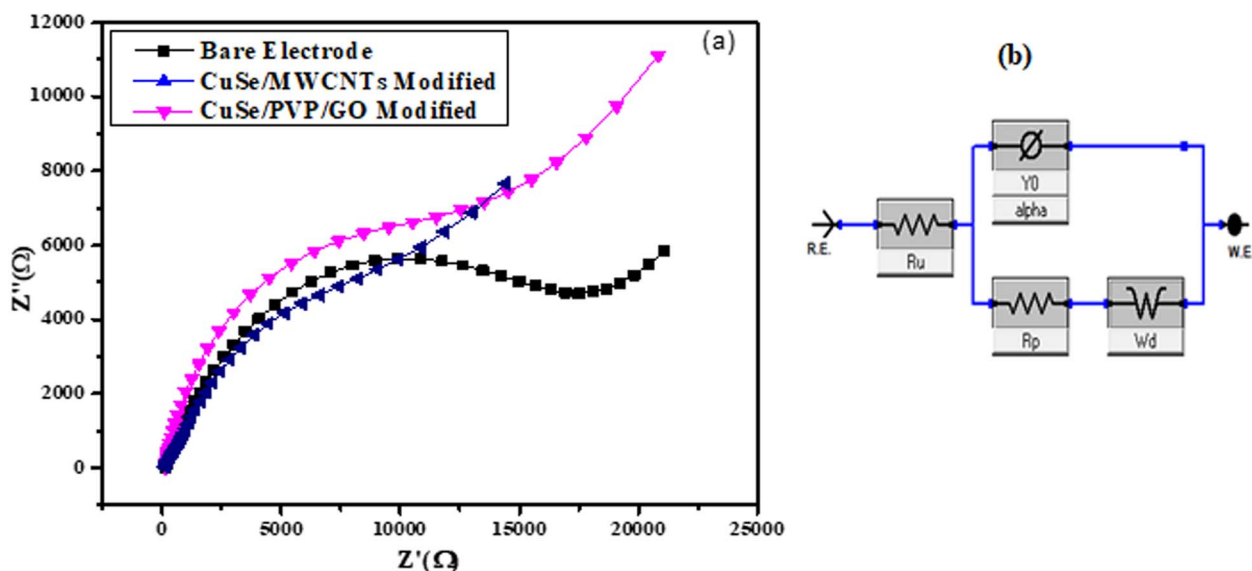 (a)
Bare Electrode
CuSe/MWCNTs Modified
CuSe/PVP/GO Modified
Z''(Ω)
12000
10000
8000
6000
4000
2000
0
0 5000 10000 15000 20000 25000
Z'(Ω)
(b)
Y0
alpha
R.E.
Ru
W.E
Rp
Wd